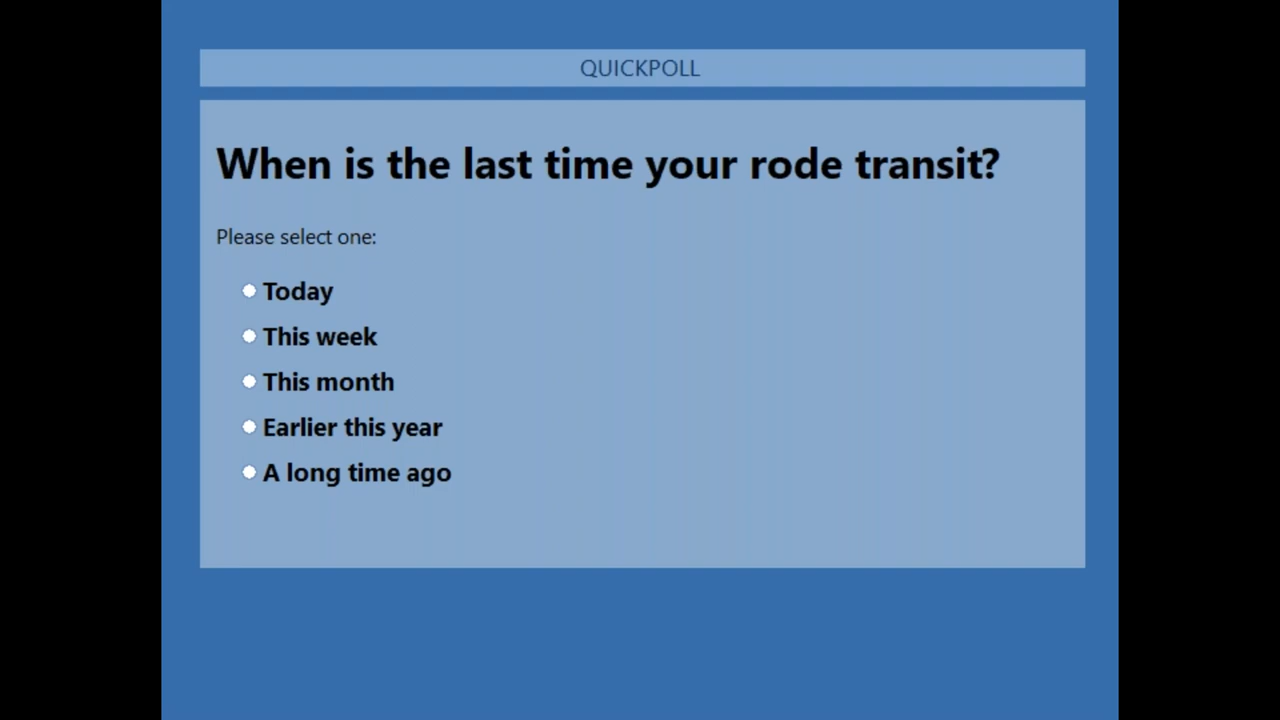 QUICKPOLL
When is the last time your rode transit?
Please select one:
Today
This week
This month
Earlier this year
A long time ago